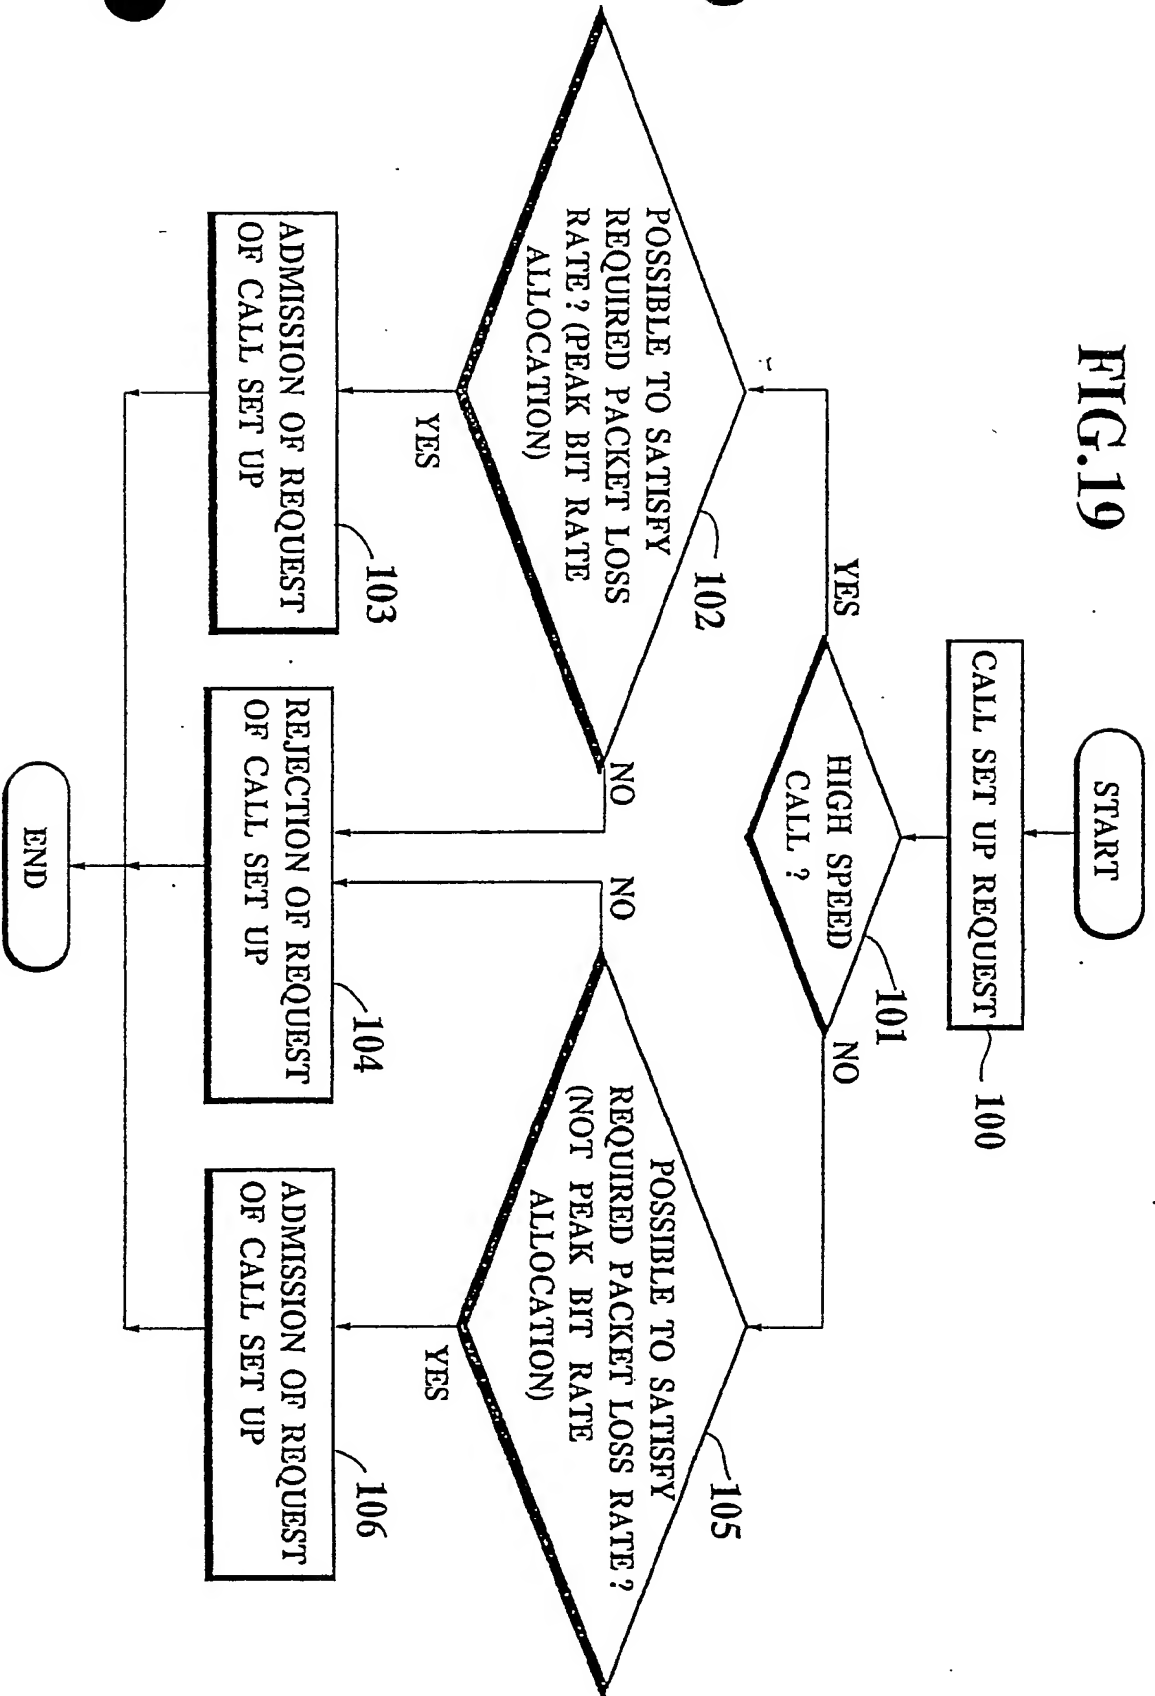 FIG.19
START
CALL SET UP REQUEST
100
HIGH SPEED
CALL ?
101
YES
NO
POSSIBLE TO SATISFY
REQUIRED PACKET LOSS
RATE? (PEAK BIT RATE
ALLOCATION)
102
YES
NO
POSSIBLE TO SATISFY
REQUIRED PACKET LOSS RATE?
(NOT PEAK BIT RATE
ALLOCATION)
105
NO
YES
ADMISSION OF REQUEST
OF CALL SET UP
103
REJECTION OF REQUEST
OF CALL SET UP
104
ADMISSION OF REQUEST
OF CALL SET UP
106
END